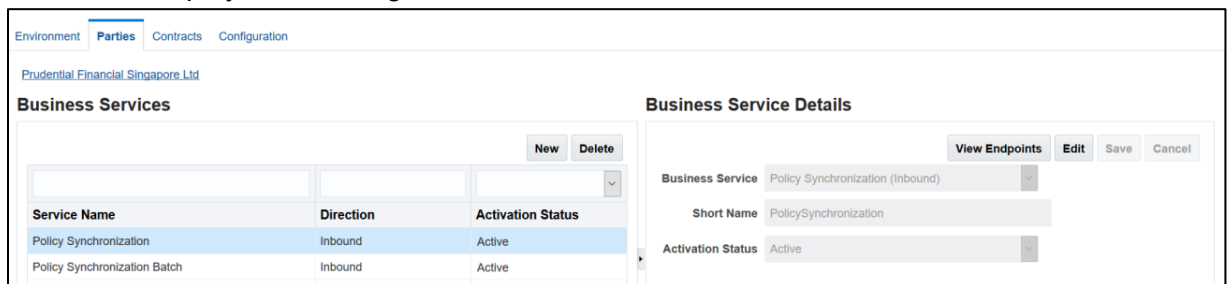 Environment Parties Contracts Configuration
Prudential Financial Singapore Ltd
Business Services
New Delete
Service Name Direction Activation Status
Policy Synchronization Inbound Active
Policy Synchronization Batch Inbound Active
Business Service Details
View Endpoints Edit Save Cancel
Business Service Policy Synchronization (Inbound)
Short Name PolicySynchronization
Activation Status Active